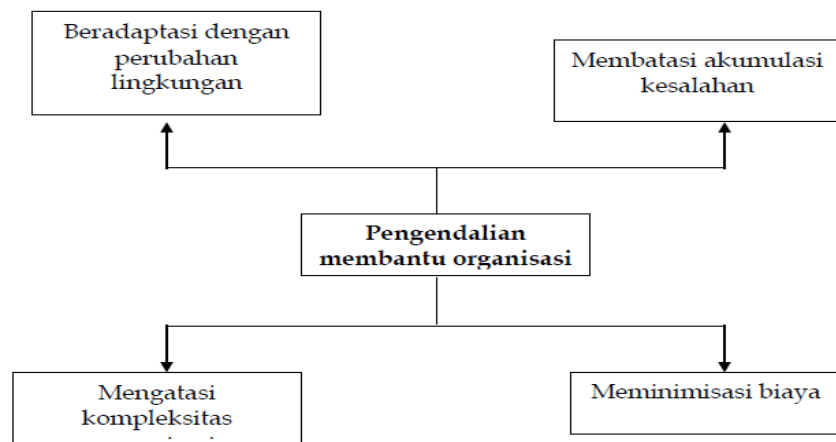 Beradaptasi dengan
perubahan
lingkungan
Membatasi akumulasi
kesalahan
Pengendalian
membantu organisasi
Mengatasi
kompleksitas
Meminimisasi biaya